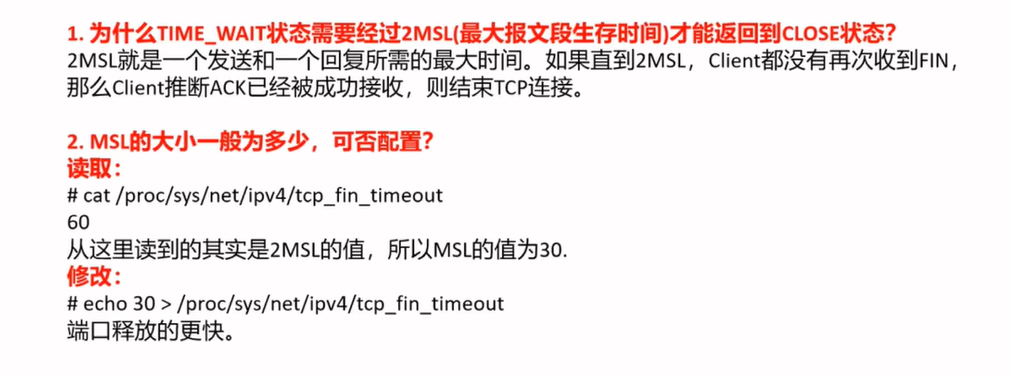 1. 为什么TIME_WAIT状态需要经过2MSL(最大报文段生存时间)才能返回到CLOSE状态？
2MSL就是一个发送和一个回复所需的最大时间。如果直到2MSL，Client都没有再次收到FIN，
那么Client推断ACK已经被成功接收，则结束TCP连接。
2. MSL的大小一般为多少，可否配置？
读取：
# cat /proc/sys/net/ipv4/tcp_fin_timeout
60
从这里读到的其实是2MSL的值，所以MSL的值为30.
修改：
# echo 30 > /proc/sys/net/ipv4/tcp_fin_timeout
端口释放的更快。